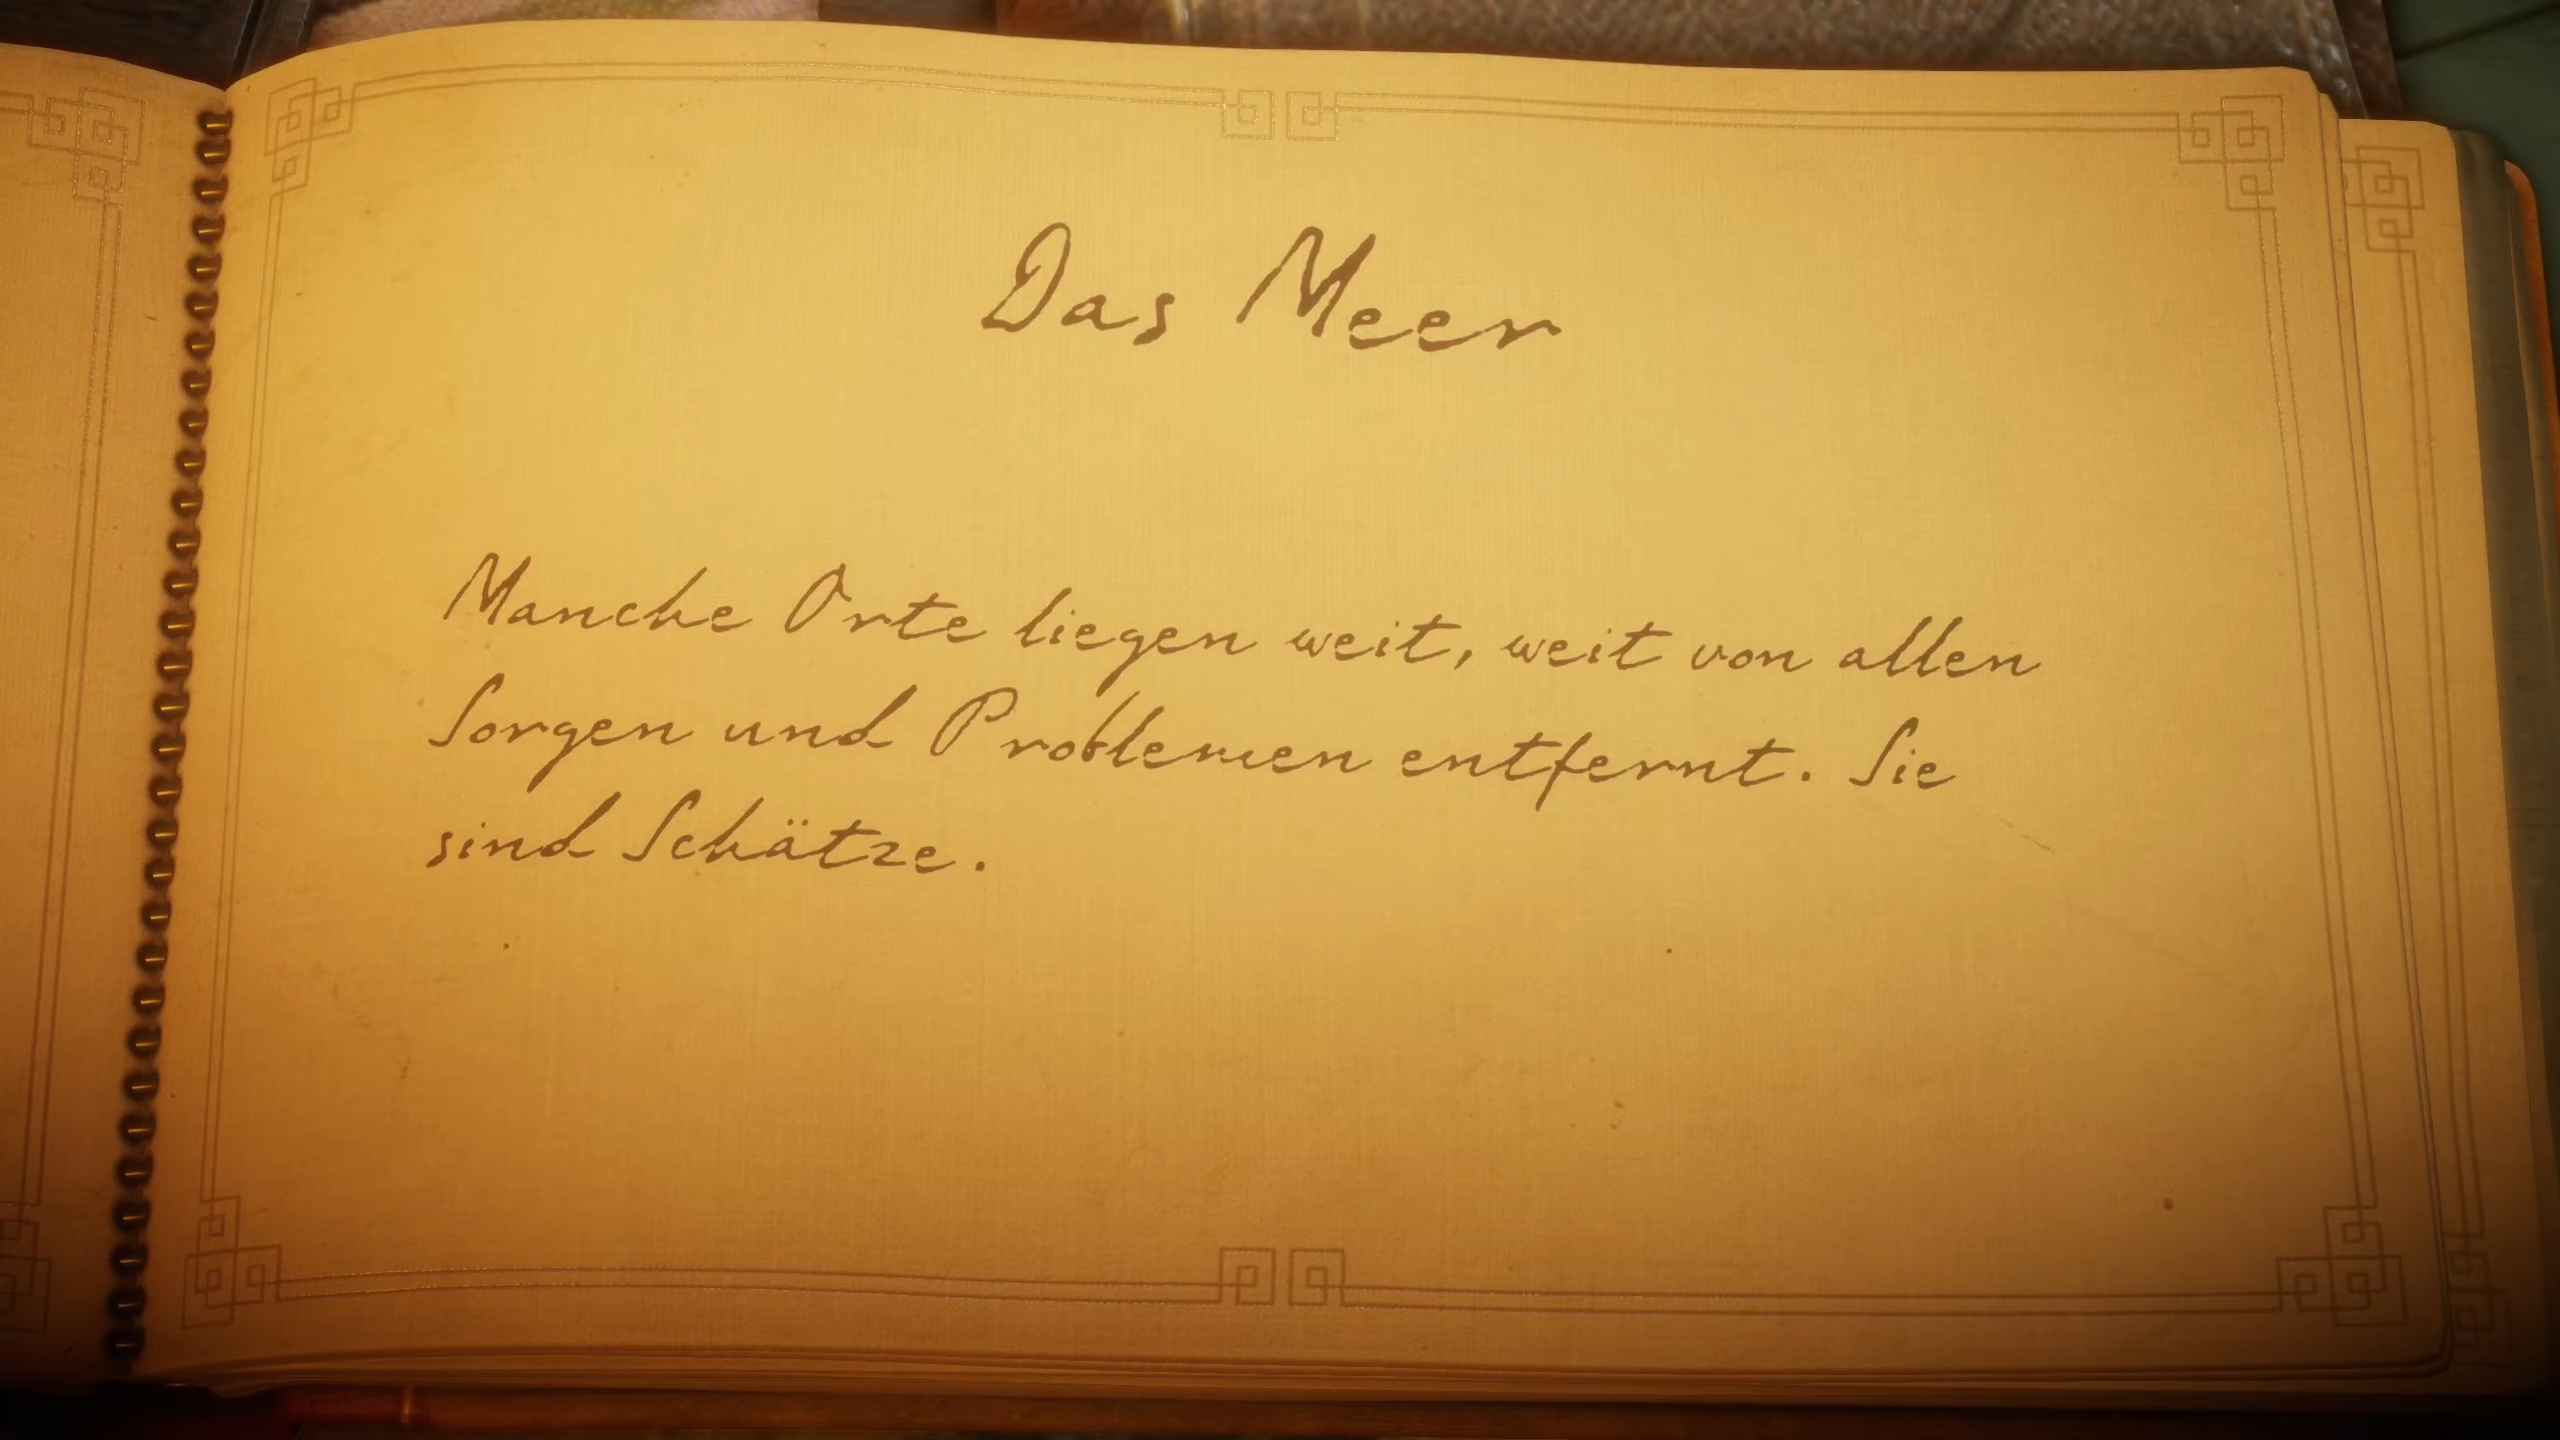 Das Meer
Manche Orte liegen weit, weit von allen
Sorgen und Problemen entfernt. Sie
sind Schätze.